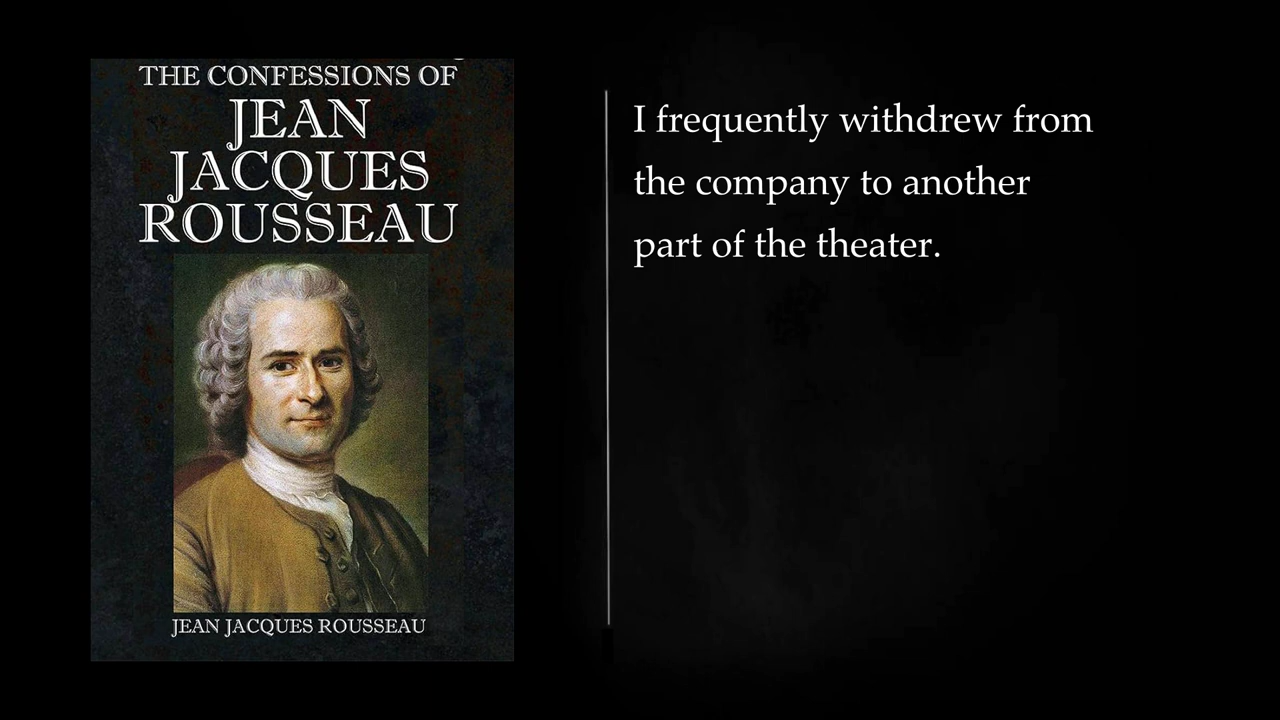 THE CONFESSIONS OF
JEAN
JACQUES
ROUSSEAU
JEAN JACQUES ROUSSEAU
I frequently withdrew from
the company to another
part of the theater.